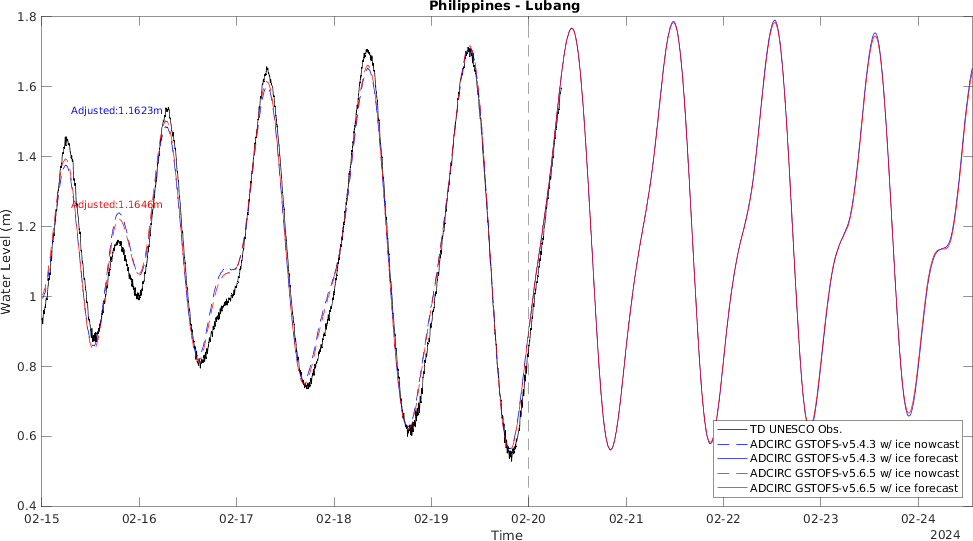 Philippines - Lubang
Water Level (m)
1.8
1.6
1.4
1.2
1
0.8
0.6
0.4
Adjusted:1.1623m
Adjusted:1.1646m
TD UNESCO Obs.
ADCIRC GSTOFS-v5.4.3 w/ ice nowcast
ADCIRC GSTOFS-v5.4.3 w/ ice forecast
ADCIRC GSTOFS-v5.6.5 w/ ice nowcast
ADCIRC GSTOFS-v5.6.5 w/ ice forecast
02-15 02-16 02-17 02-18 02-19 02-20 02-21 02-22 02-23 02-24
Time
2024